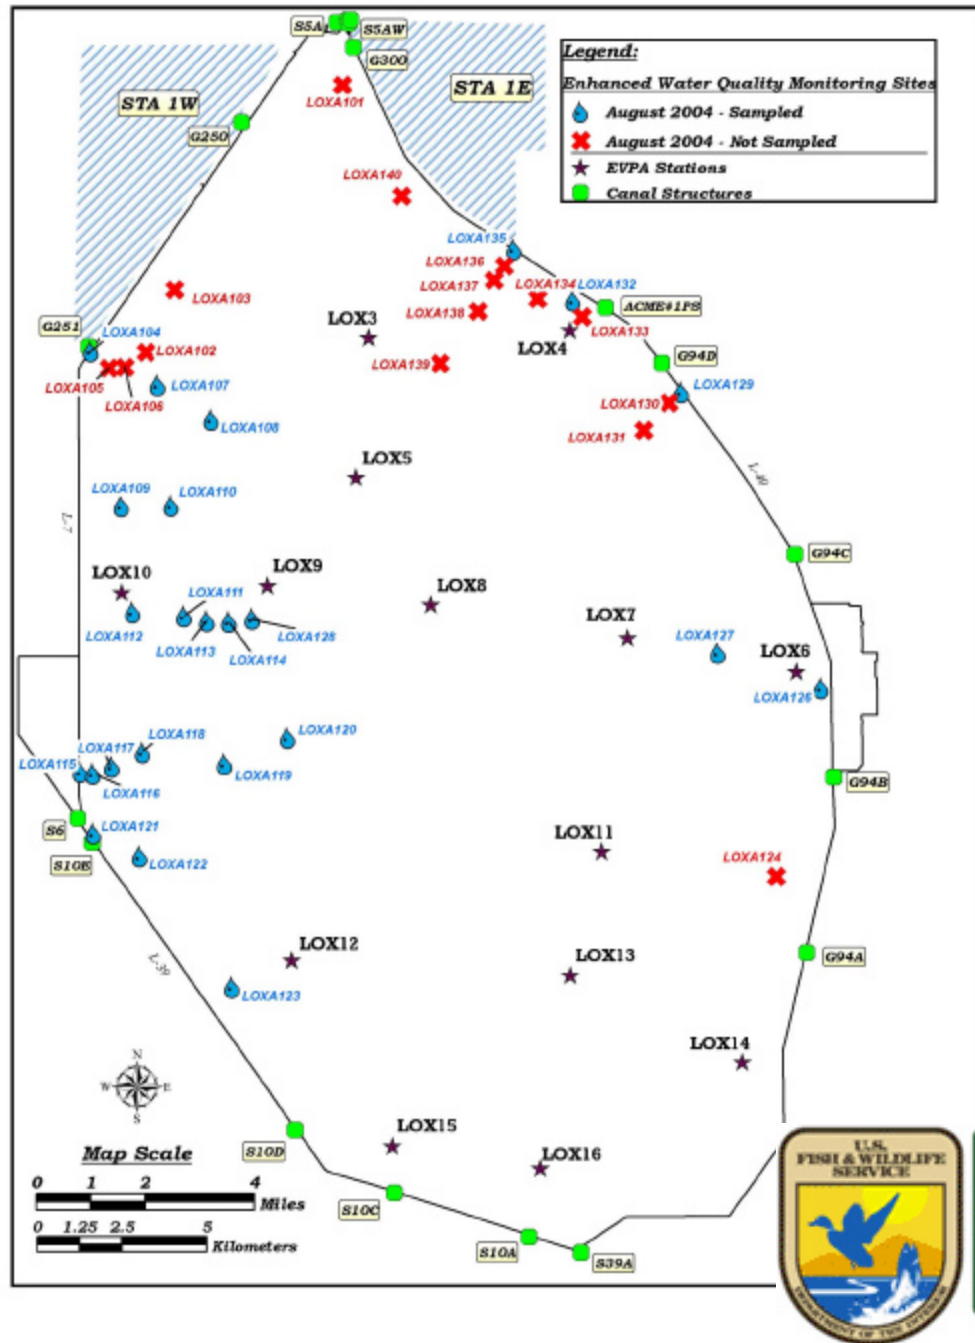 S5A
S5AW
G300
Legend:
Enhanced Water Quality Monitoring Sites
August 2004 - Sampled
August 2004 - Not Sampled
EVPA Stations
Canal Structures
STA 1W
STA 1E
LOXA101
G250
LOXA140
LOXA135
LOXA136
LOXA137
LOXA134
LOXA132
LOXA103
LOXA138
ACME#1PS
G251
LOXA104
LOX3
LOX4
LOXA133
LOXA102
LOXA139
G94D
LOXA105
LOXA106
LOXA107
LOXA129
LOXA130
LOXA108
LOXA131
LOX5
L-40
LOXA109
LOXA110
L-7
G94C
LOX10
LOX9
LOXA111
LOX8
LOX7
LOXA112
LOXA113
LOXA114
LOXA128
LOXA127
LOX6
LOXA126
LOXA120
LOXA118
LOXA117
LOXA115
LOXA116
LOXA119
G94B
S6
LOXA121
S10E
LOXA122
LOX11
LOXA124
LOX12
LOX13
G94A
L-39
LOXA123
LOX14
N
W E
S
LOX15
S10D
LOX16
Map Scale
0 1 2 4
Miles
0 1.25 2.5 5
Kilometers
S10C
S10A
S39A
U.S.
FISH & WILDLIFE
SERVICE
DEPARTMENT OF THE INTERIOR